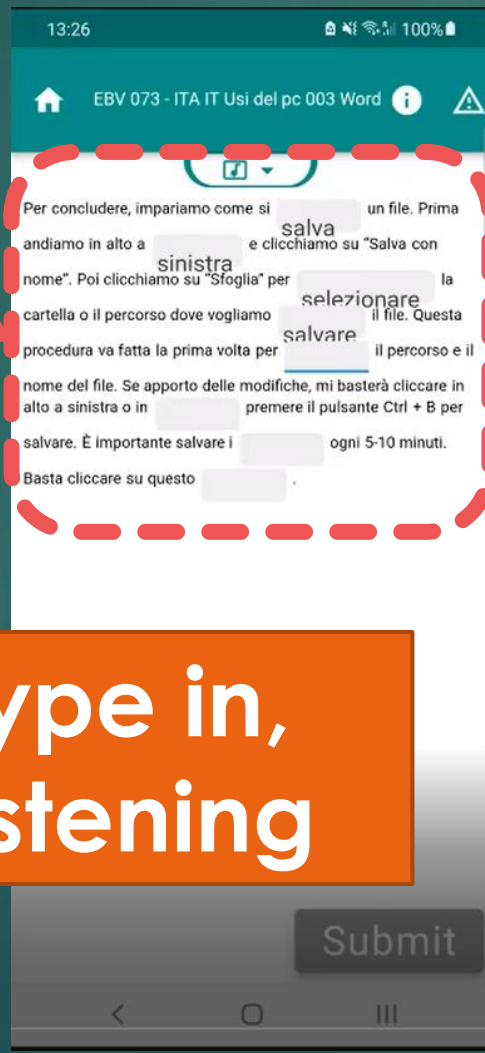 13:26 100%
EBV 073 - ITA IT Usi del pc 003 Word
Per concludere, impariamo come si salva un file. Prima
andiamo in alto a sinistra e clicchiamo su "Salva con
nome". Poi clicchiamo su "Sfoglia" per selezionare la
cartella o il percorso dove vogliamo salvare il file. Questa
procedura va fatta la prima volta per il percorso e il
nome del file. Se apporto delle modifiche, mi basterà cliccare in
alto a sinistra o in premere il pulsante Ctrl + B per
salvare. È importante salvare i ogni 5-10 minuti.
Basta cliccare su questo .
ype in,
stening
Submit